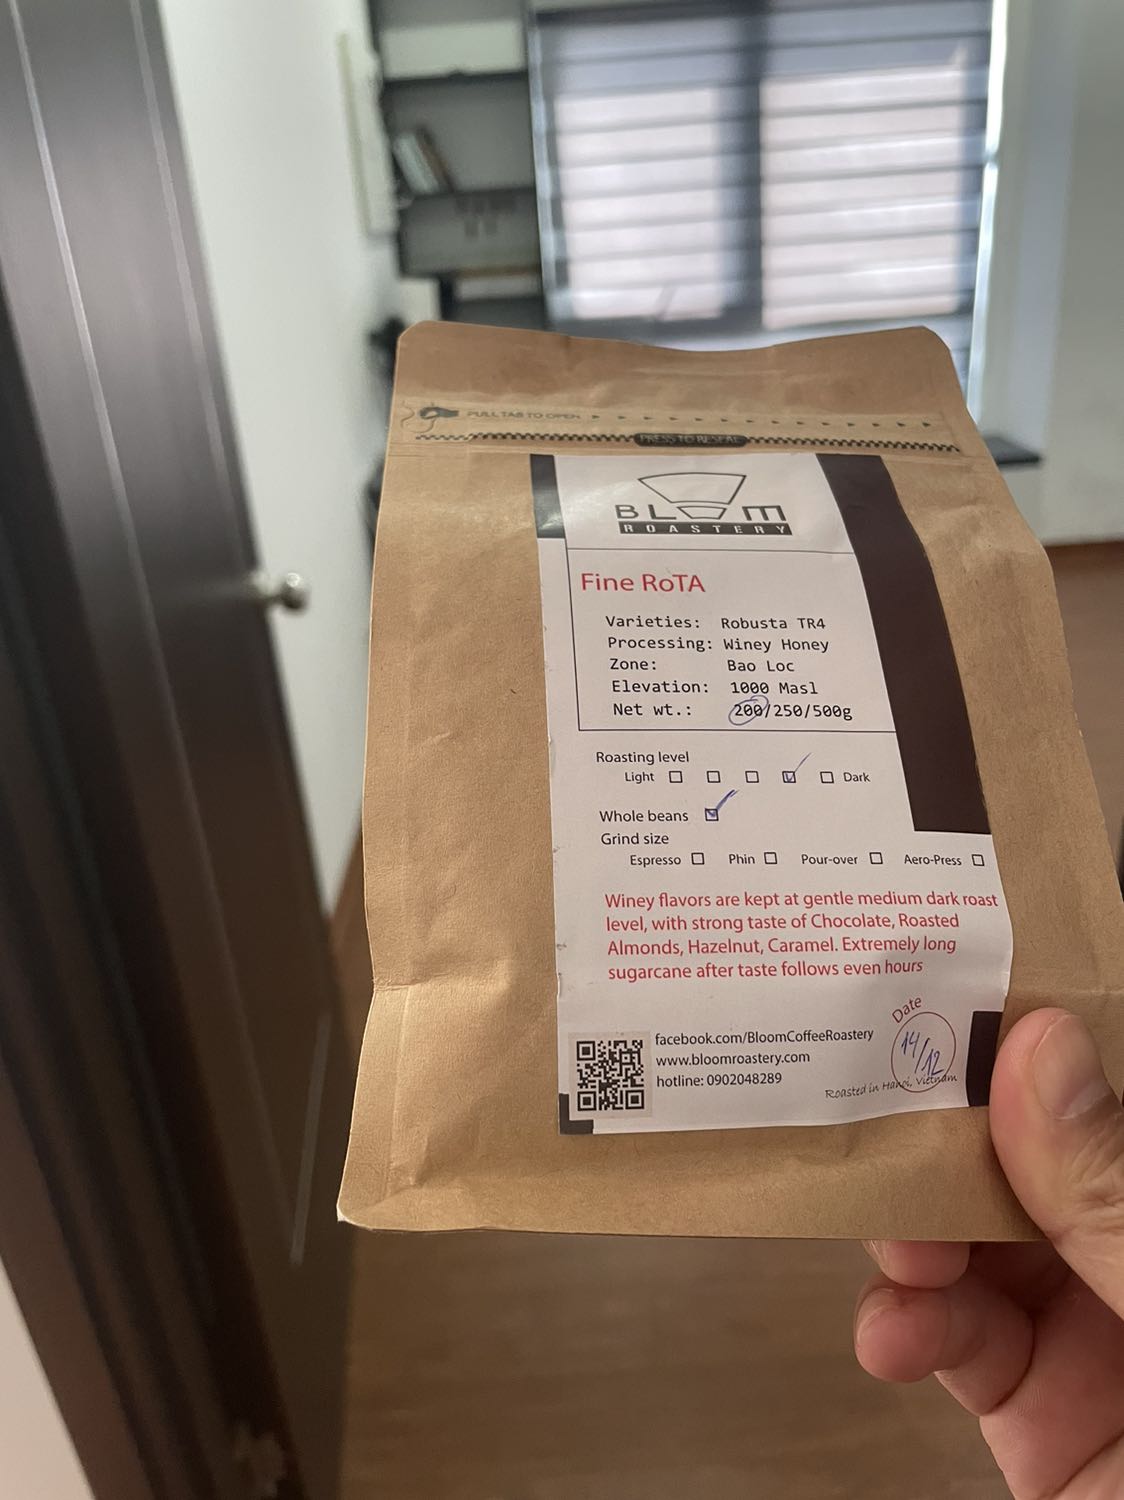 PULL TAB TO OPEN
PRESS TO RESEAL
BLOOM
ROASTERY
Fine RoTA
Varieties: Robusta TR4
Processing: Winey Honey
Zone: Bao Loc
Elevation: 1000 Masl
Net wt.: 200/250/500g
Roasting level
Light Dark
Whole beans
Grind size
Espresso Phin Pour-over Aero-Press
Winey flavors are kept at gentle medium dark roast
level, with strong taste of Chocolate, Roasted
Almonds, Hazelnut, Caramel. Extremely long
sugarcane after taste follows even hours
Date
14/12
facebook.com/BloomCoffeeRoastery
www.bloomroastery.com
hotline: 0902048289
Roasted in Hanoi, Vietnam